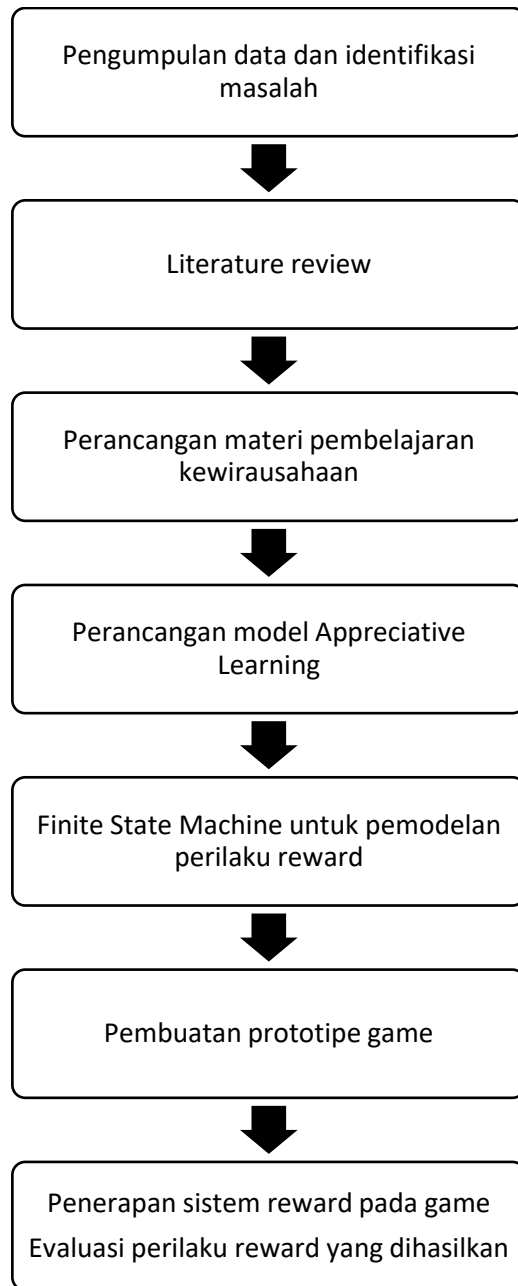 Pengumpulan data dan identifikasi
masalah
Literature review
Perancangan materi pembelajaran
kewirausahaan
Perancangan model Appreciative
Learning
Finite State Machine untuk pemodelan
perilaku reward
Pembuatan prototipe game
Penerapan sistem reward pada game
Evaluasi perilaku reward yang dihasilkan